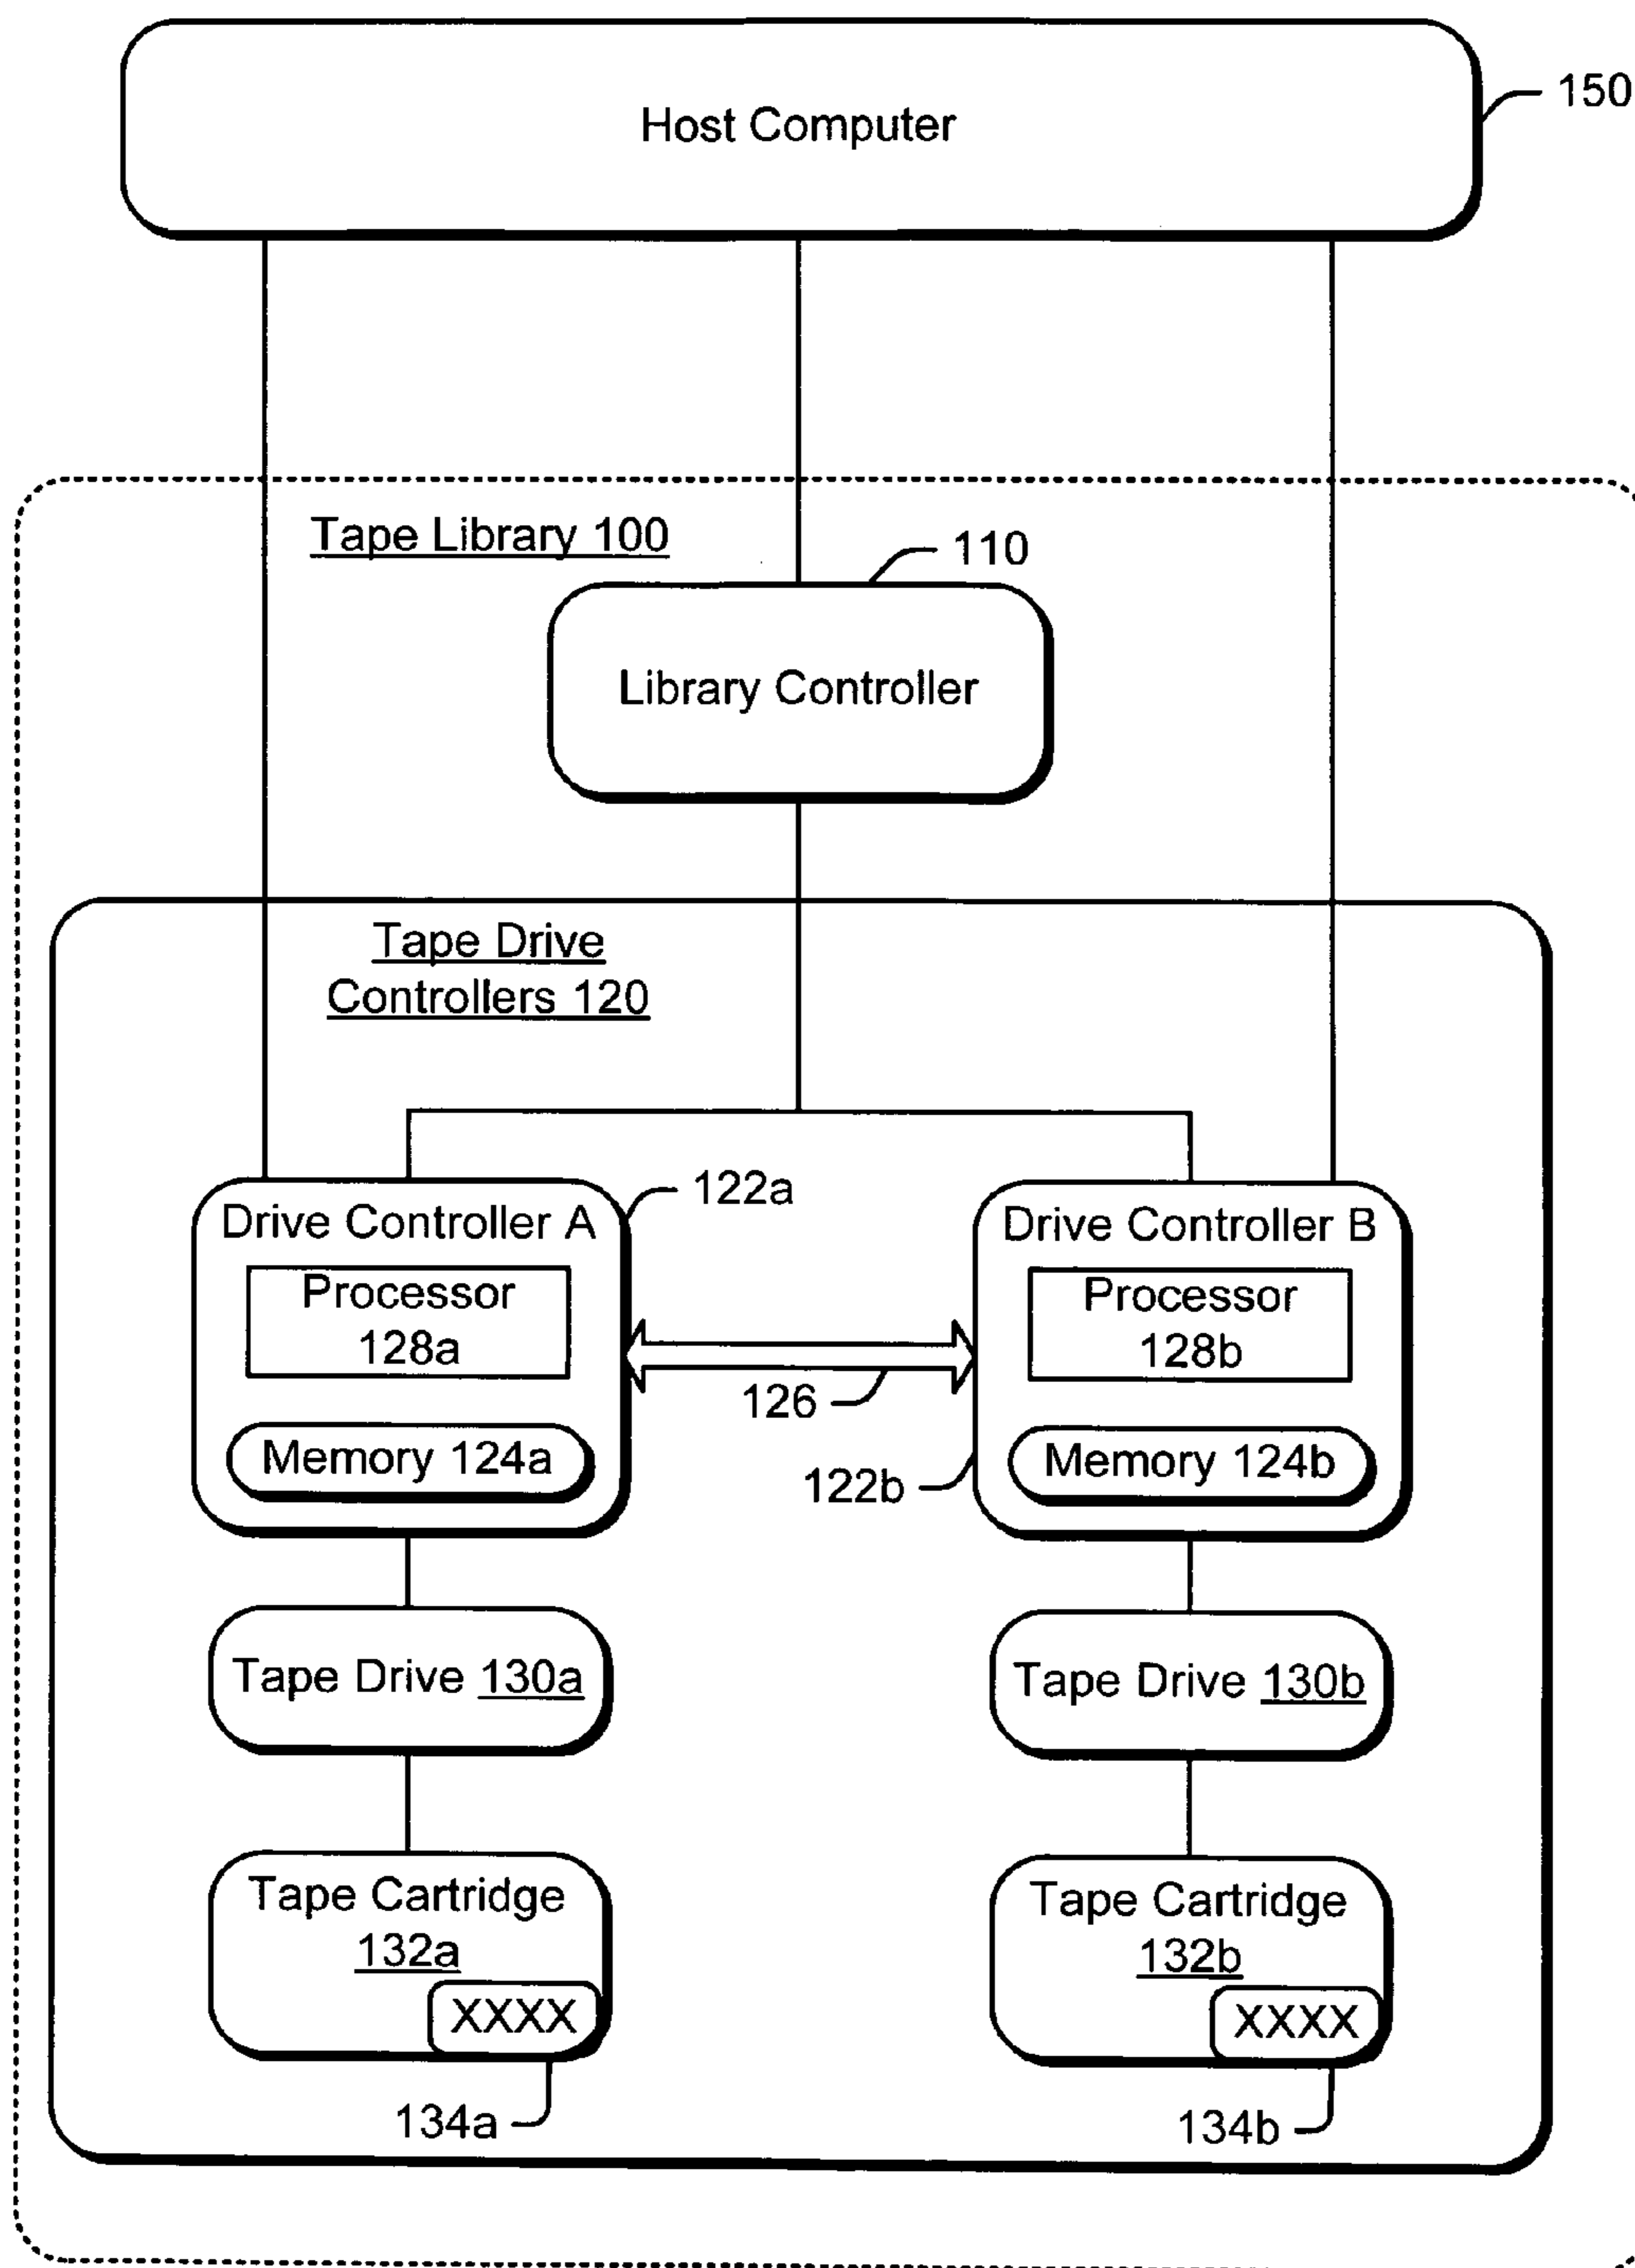 Host Computer
150
Tape Library 100
110
Library Controller
Tape Drive
Controllers 120
122a
Drive Controller A
Processor
128a
Memory 124a
Drive Controller B
Processor
128b
Memory 124b
126
122b
Tape Drive 130a
Tape Drive 130b
Tape Cartridge
132a
XXXX
Tape Cartridge
132b
XXXX
134a
134b